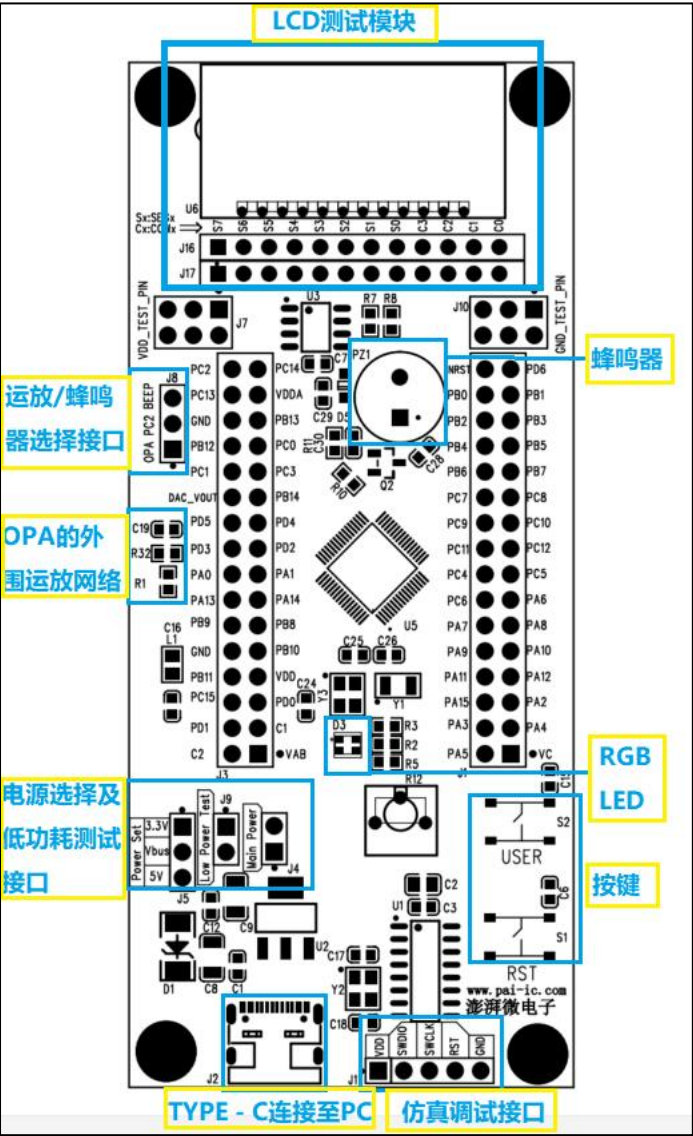 LCD测试模块
U6
Sx:SEGx
Cx:COMx
S7 S6 S5 S4 S3 S2 S1 S0 C3 C2 C1 C0
J16
J17
VDD_TEST_PIN
J7
U3
R7 R8
J10
GND_TEST_PIN
C7
PZ1
蜂鸣器
运放/蜂鸣
器选择接口
J8
OPA PC2 BEEP
PC2 PC14
PC13 VDDA
GND PB13
PB12 PC0
PC1 PC3
DAC_VOUT PB14
PD5 PD4
PD3 PD2
PA0 PA1
PA13 PA14
PB9 PB8
GND PB10
PB11 VDD
PC15 PD0
PD1 C1
C2 VAB
J3
C29 D5
R11 C30
R10
Q2
C28
NRST PD6
PB0 PB1
PB2 PB3
PB4 PB5
PB6 PB7
PC7 PC8
PC9 PC10
PC11 PC12
PC4 PC5
PC6 PA6
PA7 PA8
PA9 PA10
PA11 PA12
PA15 PA2
PA3 PA4
PA5 VC
OPA的外
围运放网络
C19
R32
R1
U5
C16
L1
C25 C26
C24
Y3
Y1
D3
R3
R2
R5
R12
RGB
LED
电源选择及
低功耗测试
接口
Power Set
3.3V
Vbus
5V
J5
Low Power Test
J9
Main Power
J4
S2
USER
按键
C6
S1
RST
C12 C9
U2
D1 C8 C1
C2
U1 C3
C17
Y2
C18
www.pai-ic.com
澎湃微电子
J2
VDD SWDIO SWCLK RST GND
TYPE - C连接至PC
仿真调试接口